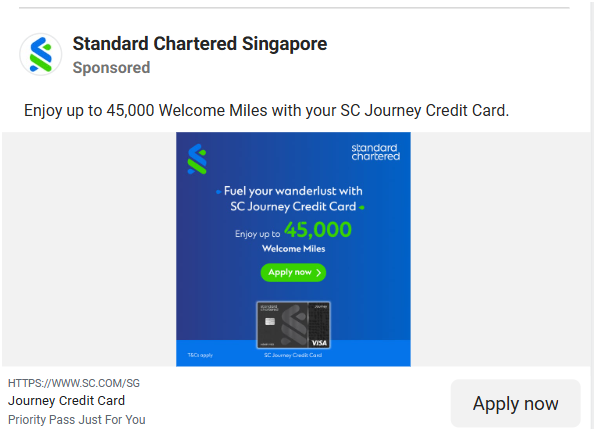 Standard Chartered Singapore
Sponsored
Enjoy up to 45,000 Welcome Miles with your SC Journey Credit Card.
standard
chartered
Fuel your wanderlust with
SC Journey Credit Card
Enjoy up to 45,000
Welcome Miles
Apply now
Journey
VISA
T&Cs apply
SC Journey Credit Card
HTTPS://WWW.SC.COM/SG
Journey Credit Card
Priority Pass Just For You
Apply now